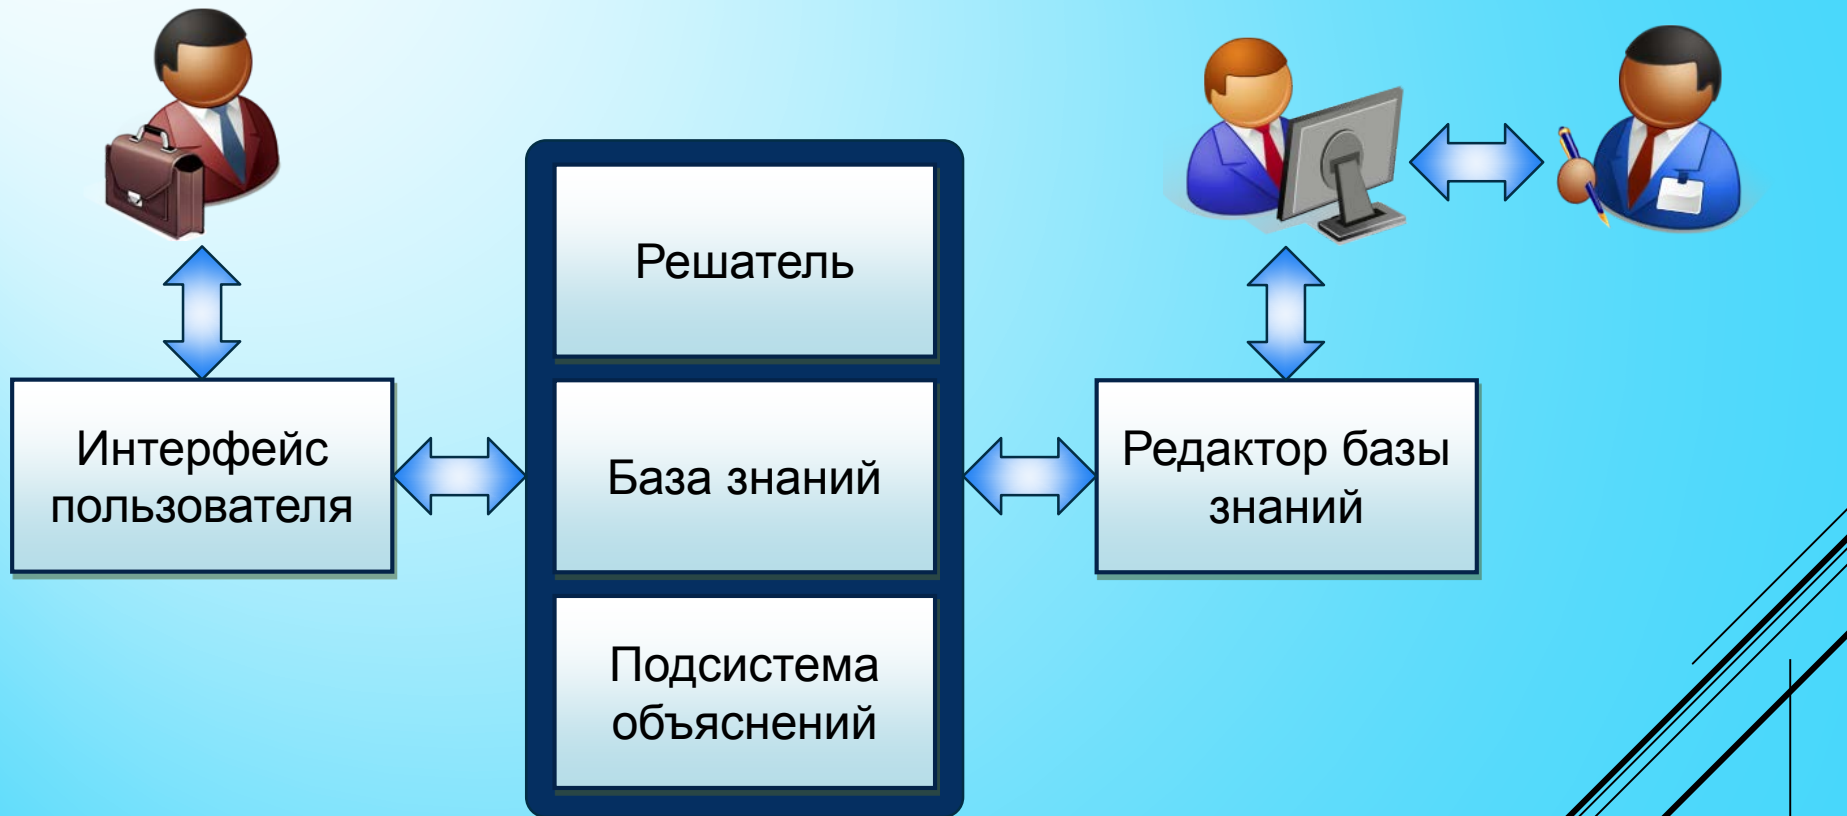 Решатель
Интерфейс
пользователя
База знаний
Редактор базы
знаний
Подсистема
объяснений